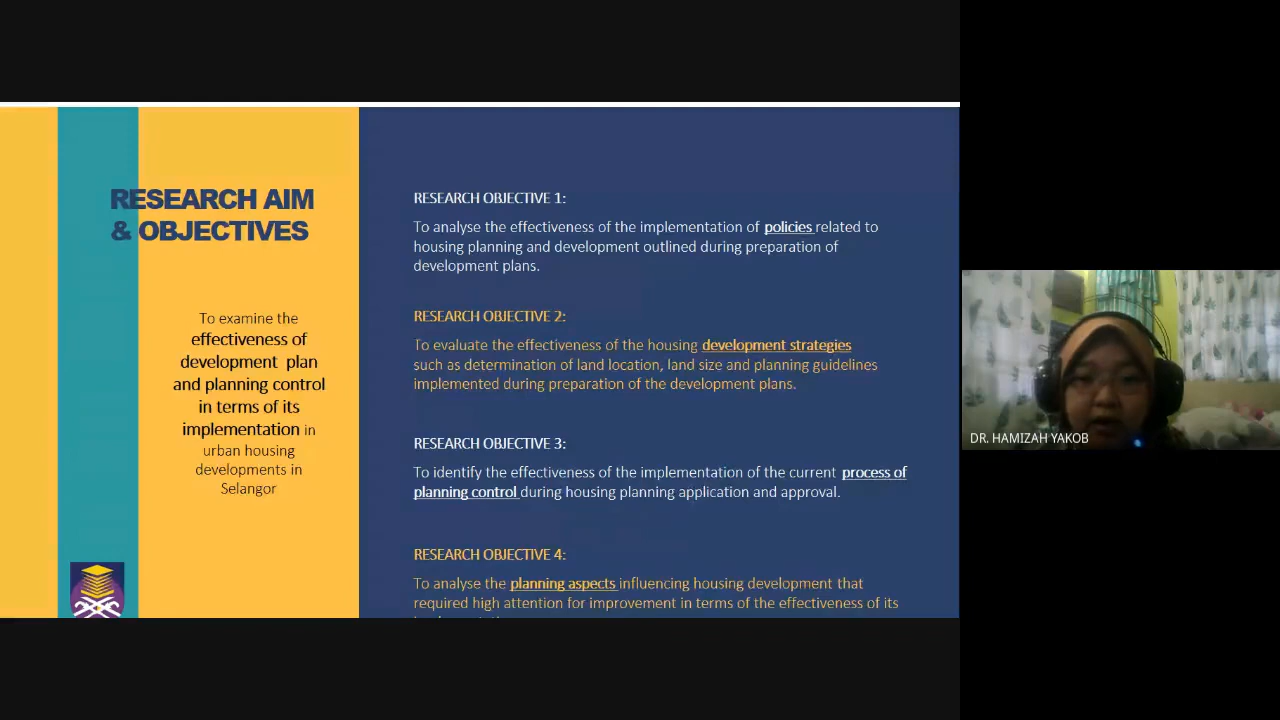 RESEARCH AIM
& OBJECTIVES
To examine the
effectiveness of
development plan
and planning control
in terms of its
implementation in
urban housing
developments in
Selangor
RESEARCH OBJECTIVE 1:
To analyse the effectiveness of the implementation of policies related to
housing planning and development outlined during preparation of
development plans.
RESEARCH OBJECTIVE 2:
To evaluate the effectiveness of the housing development strategies
such as determination of land location, land size and planning guidelines
implemented during preparation of the development plans.
RESEARCH OBJECTIVE 3:
To identify the effectiveness of the implementation of the current process of
planning control during housing planning application and approval.
RESEARCH OBJECTIVE 4:
To analyse the planning aspects influencing housing development that
required high attention for improvement in terms of the effectiveness of its
DR. HAMIZAH YAKOB